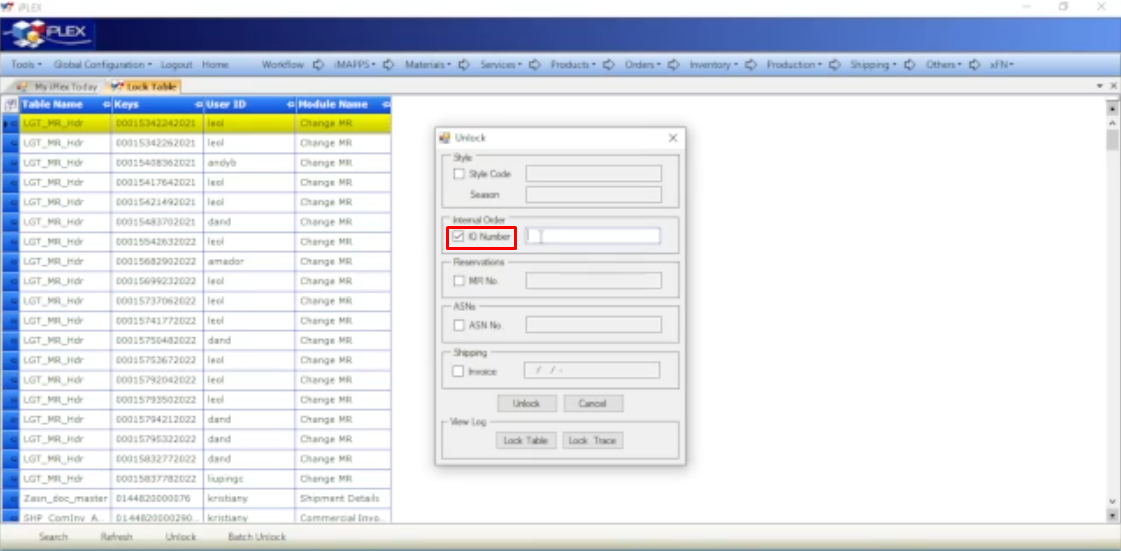 iPLEX
iPLEX
Tools Global Configuration Logout Home Workflow iMAPPS Materials Services Products Orders Inventory Production Shipping Others xFN
My iPlex Today Lock Table
Table Name Keys User ID Module Name
LGT_MR_Hdr 00015342242021 leol Change MR
LGT_MR_Hdr 00015342262021 leol Change MR
LGT_MR_Hdr 00015408362021 andyb Change MR
LGT_MR_Hdr 00015417642021 leol Change MR
LGT_MR_Hdr 00015421492021 leol Change MR
LGT_MR_Hdr 00015483702021 dand Change MR
LGT_MR_Hdr 00015542632022 leol Change MR
LGT_MR_Hdr 00015682902022 amador Change MR
LGT_MR_Hdr 00015699232022 leol Change MR
LGT_MR_Hdr 00015737062022 leol Change MR
LGT_MR_Hdr 00015741772022 leol Change MR
LGT_MR_Hdr 00015750482022 dand Change MR
LGT_MR_Hdr 00015753672022 leol Change MR
LGT_MR_Hdr 00015792042022 leol Change MR
LGT_MR_Hdr 00015793502022 leol Change MR
LGT_MR_Hdr 00015794212022 dand Change MR
LGT_MR_Hdr 00015795322022 dand Change MR
LGT_MR_Hdr 00015832772022 dand Change MR
LGT_MR_Hdr 00015837782022 liupingc Change MR
Zasn_doc_master 0144820000076 kristiany Shipment Details
SHP_ComInv_A... 0144820000290... kristiany Commercial Invo...
Unlock
Style
Style Code
Season
Internal Order
IO Number
Reservations
MR No.
ASNs
ASN No.
Shipping
Invoice / / -
Unlock Cancel
View Log
Lock Table Lock Trace
Search Refresh Unlock Batch Unlock